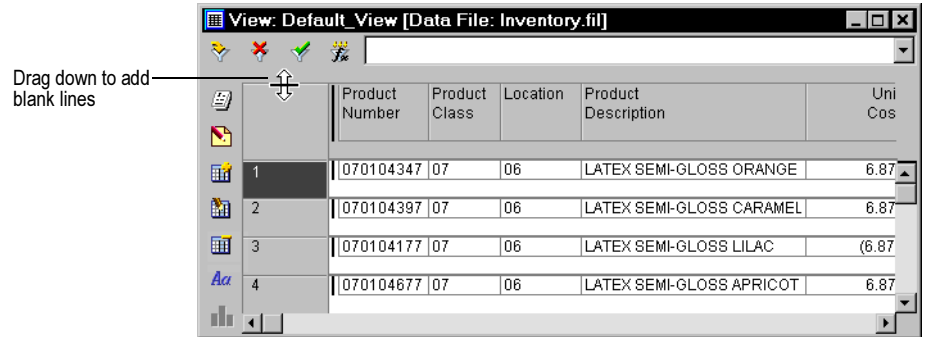 View: Default_View [Data File: Inventory.fil]
Drag down to add
blank lines
Product Number Product Class Location Product Description Uni Cos
1 070104347 07 06 LATEX SEMI-GLOSS ORANGE 6.87
2 070104397 07 06 LATEX SEMI-GLOSS CARAMEL 6.87
3 070104177 07 06 LATEX SEMI-GLOSS LILAC (6.87
4 070104677 07 06 LATEX SEMI-GLOSS APRICOT 6.87
Aα